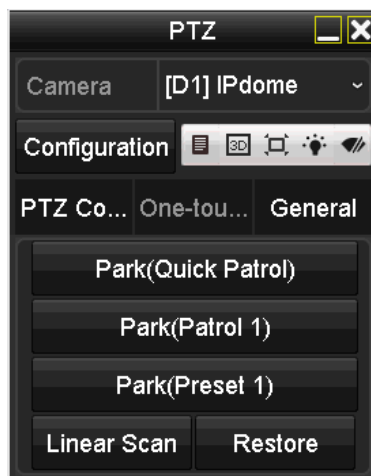 PTZ
Camera [D1] IPdome
Configuration 3D
PTZ Co... One-tou... General
Park(Quick Patrol)
Park(Patrol 1)
Park(Preset 1)
Linear Scan Restore